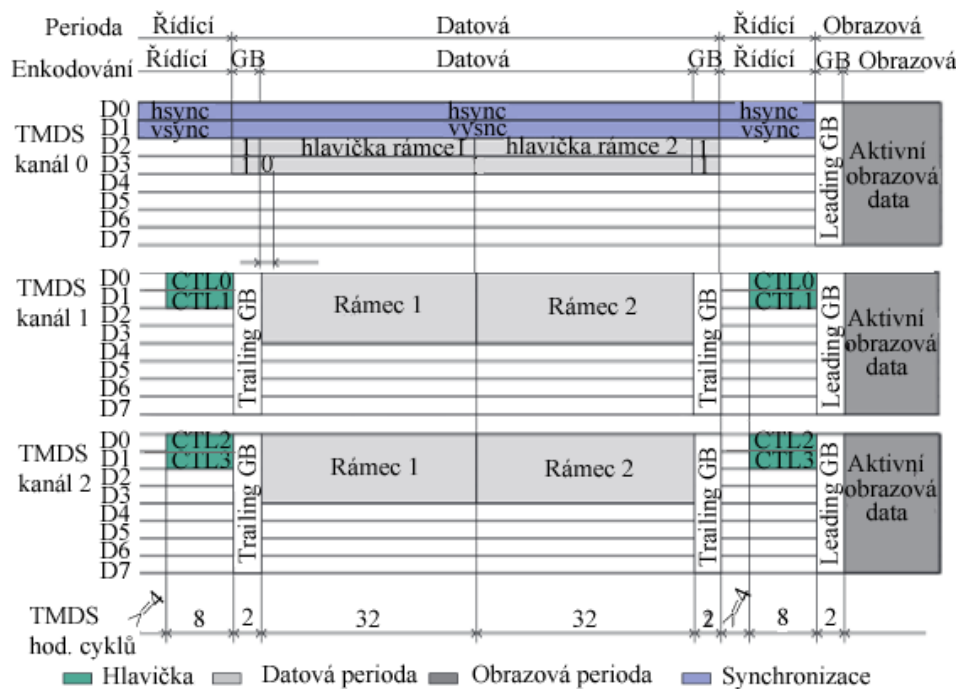 Perioda Řídící Datová Řídící Obrazová
Enkodování Řídící GB Datová GB Řídící GB Obrazová
TMDS kanál 0
D0 hsync hsync hsync
D1 vsync vysnc vsync
D2 1 hlavička rámce1 hlavička rámce 2 1
D3 1 0 1
D4
D5
D6
D7
Leading GB
Aktivní
obrazová
data
TMDS
kanál 1
D0 CTL0 CTL0
D1 CTL1 CTL1
D2
D3
D4
D5
D6
D7
Trailing GB
Rámec 1
Rámec 2
Trailing GB
Leading GB
Aktivní
obrazová
data
TMDS
kanál 2
D0 CTL2 CTL2
D1 CTL3 CTL3
D2
D3
D4
D5
D6
D7
Trailing GB
Rámec 1
Rámec 2
Trailing GB
Leading GB
Aktivní
obrazová
data
TMDS
hod. cyklů
>=4 8 2 32 32 2 >=4 8 2
Hlavička Datová perioda Obrazová perioda Synchronizace